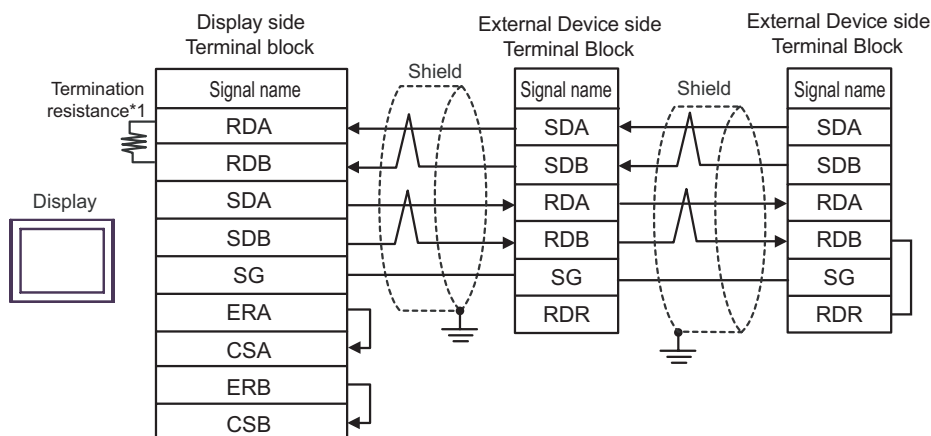 Display side
Terminal block
External Device side
Terminal Block
External Device side
Terminal Block
Termination
resistance*1
Display
Signal name
RDA
RDB
SDA
SDB
SG
ERA
CSA
ERB
CSB
Shield
Signal name
SDA
SDB
RDA
RDB
SG
RDR
Shield
Signal name
SDA
SDB
RDA
RDB
SG
RDR